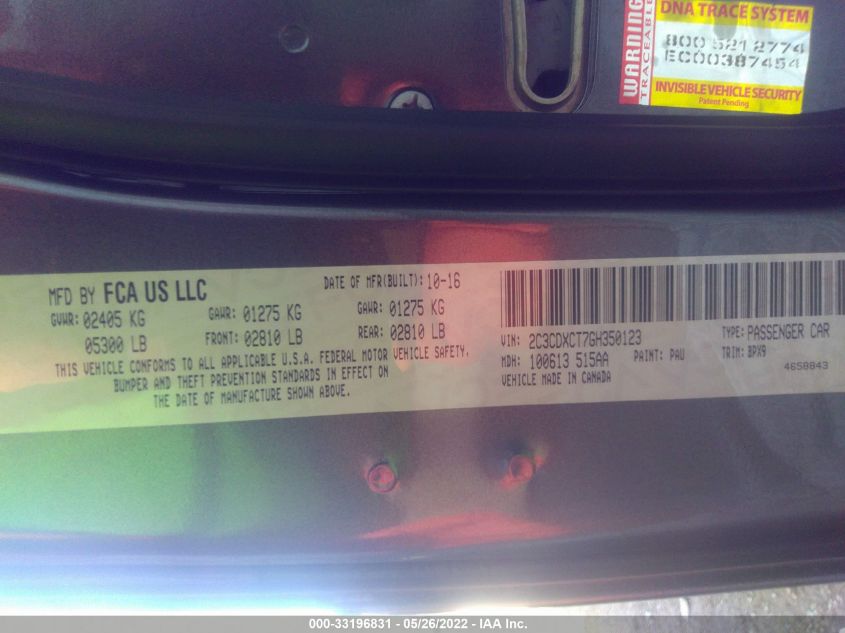 DNA TRACE SYSTEM
WARNING
TRACEABLE
800 521 2774
EC00387454
INVISIBLE VEHICLE SECURITY
Patent Pending
MFD BY FCA US LLC
DATE OF MFR(BUILT): 10-16
GVWR: 02405 KG
GAWR: 01275 KG
GAWR: 01275 KG
05300 LB
FRONT: 02810 LB
REAR: 02810 LB
THIS VEHICLE CONFORMS TO ALL APPLICABLE U.S.A. FEDERAL MOTOR VEHICLE SAFETY,
BUMPER AND THEFT PREVENTION STANDARDS IN EFFECT ON
THE DATE OF MANUFACTURE SHOWN ABOVE.
VIN: 2C3CDXCT7GH350123
TYPE: PASSENGER CAR
MDH: 100613 515AA
PAINT: PAU
TRIM: BPX9
VEHICLE MADE IN CANADA
4658843
000-33196831 - 05/26/2022 - IAA Inc.